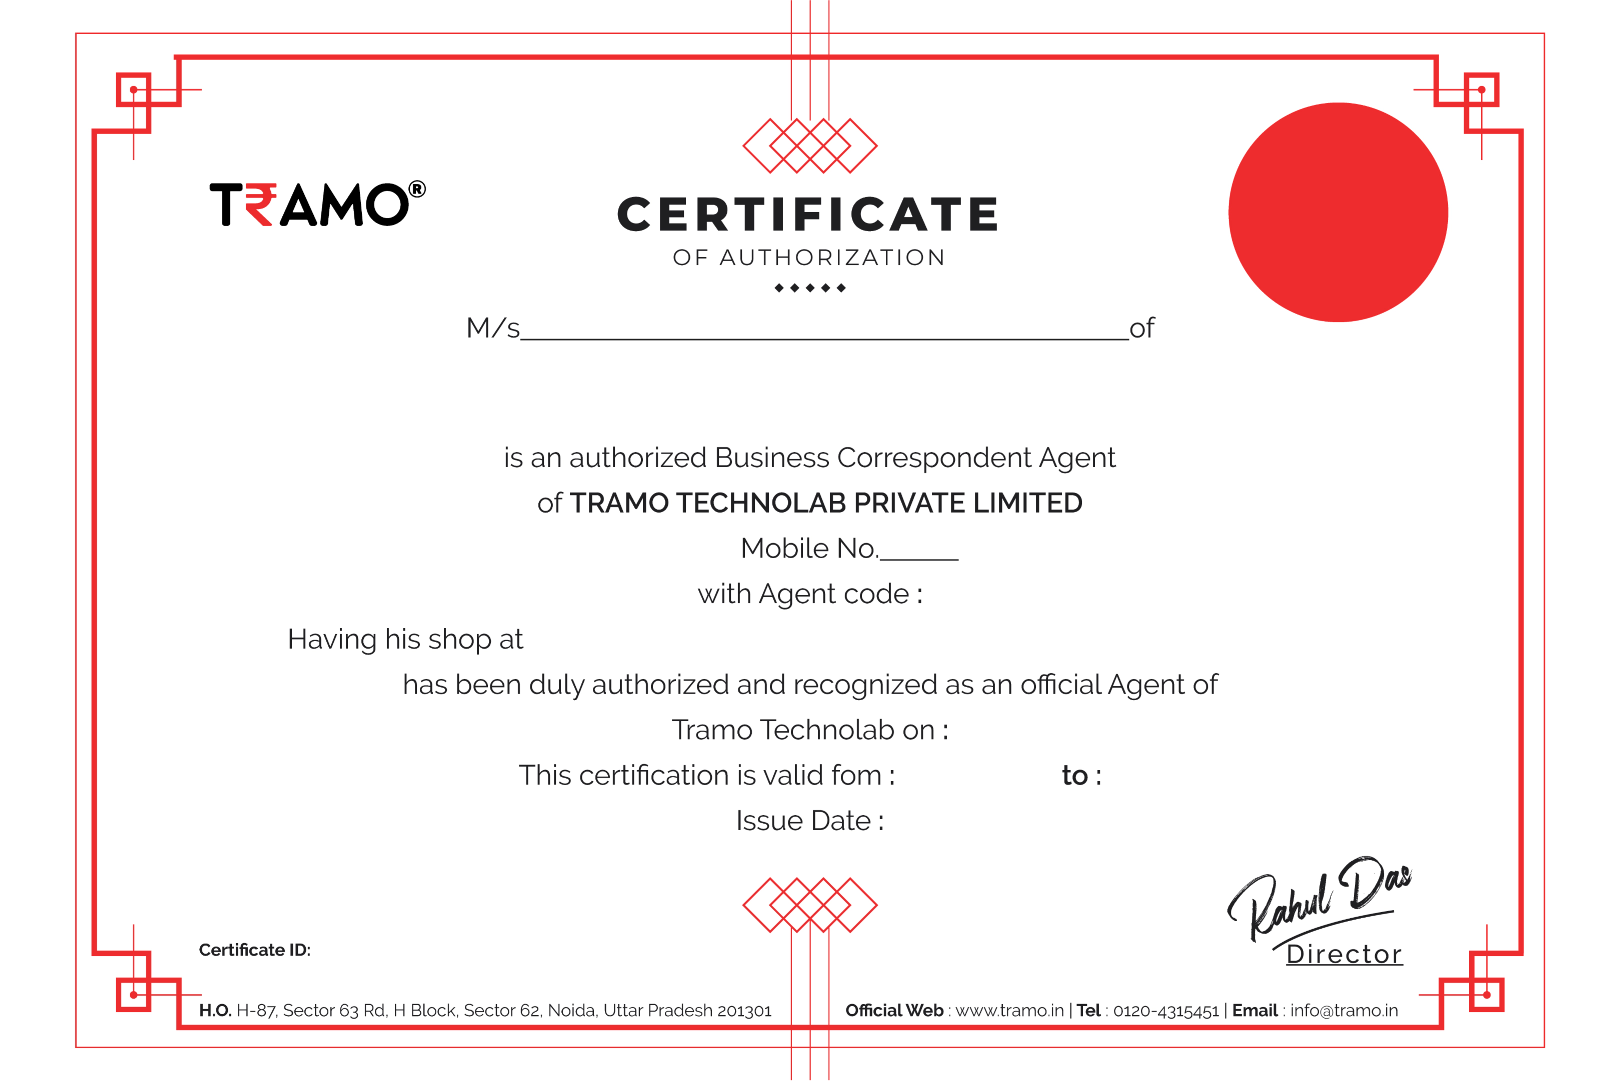 TRAMO®
CERTIFICATE
OF AUTHORIZATION
M/s_______________________________________of
is an authorized Business Correspondent Agent
of TRAMO TECHNOLAB PRIVATE LIMITED
Mobile No._____
with Agent code :
Having his shop at
has been duly authorized and recognized as an official Agent of
Tramo Technolab on :
This certification is valid fom : to :
Issue Date :
Rahul Das
Director
Certificate ID:
H.O. H-87, Sector 63 Rd, H Block, Sector 62, Noida, Uttar Pradesh 201301
Official Web : www.tramo.in | Tel : 0120-4315451 | Email : info@tramo.in